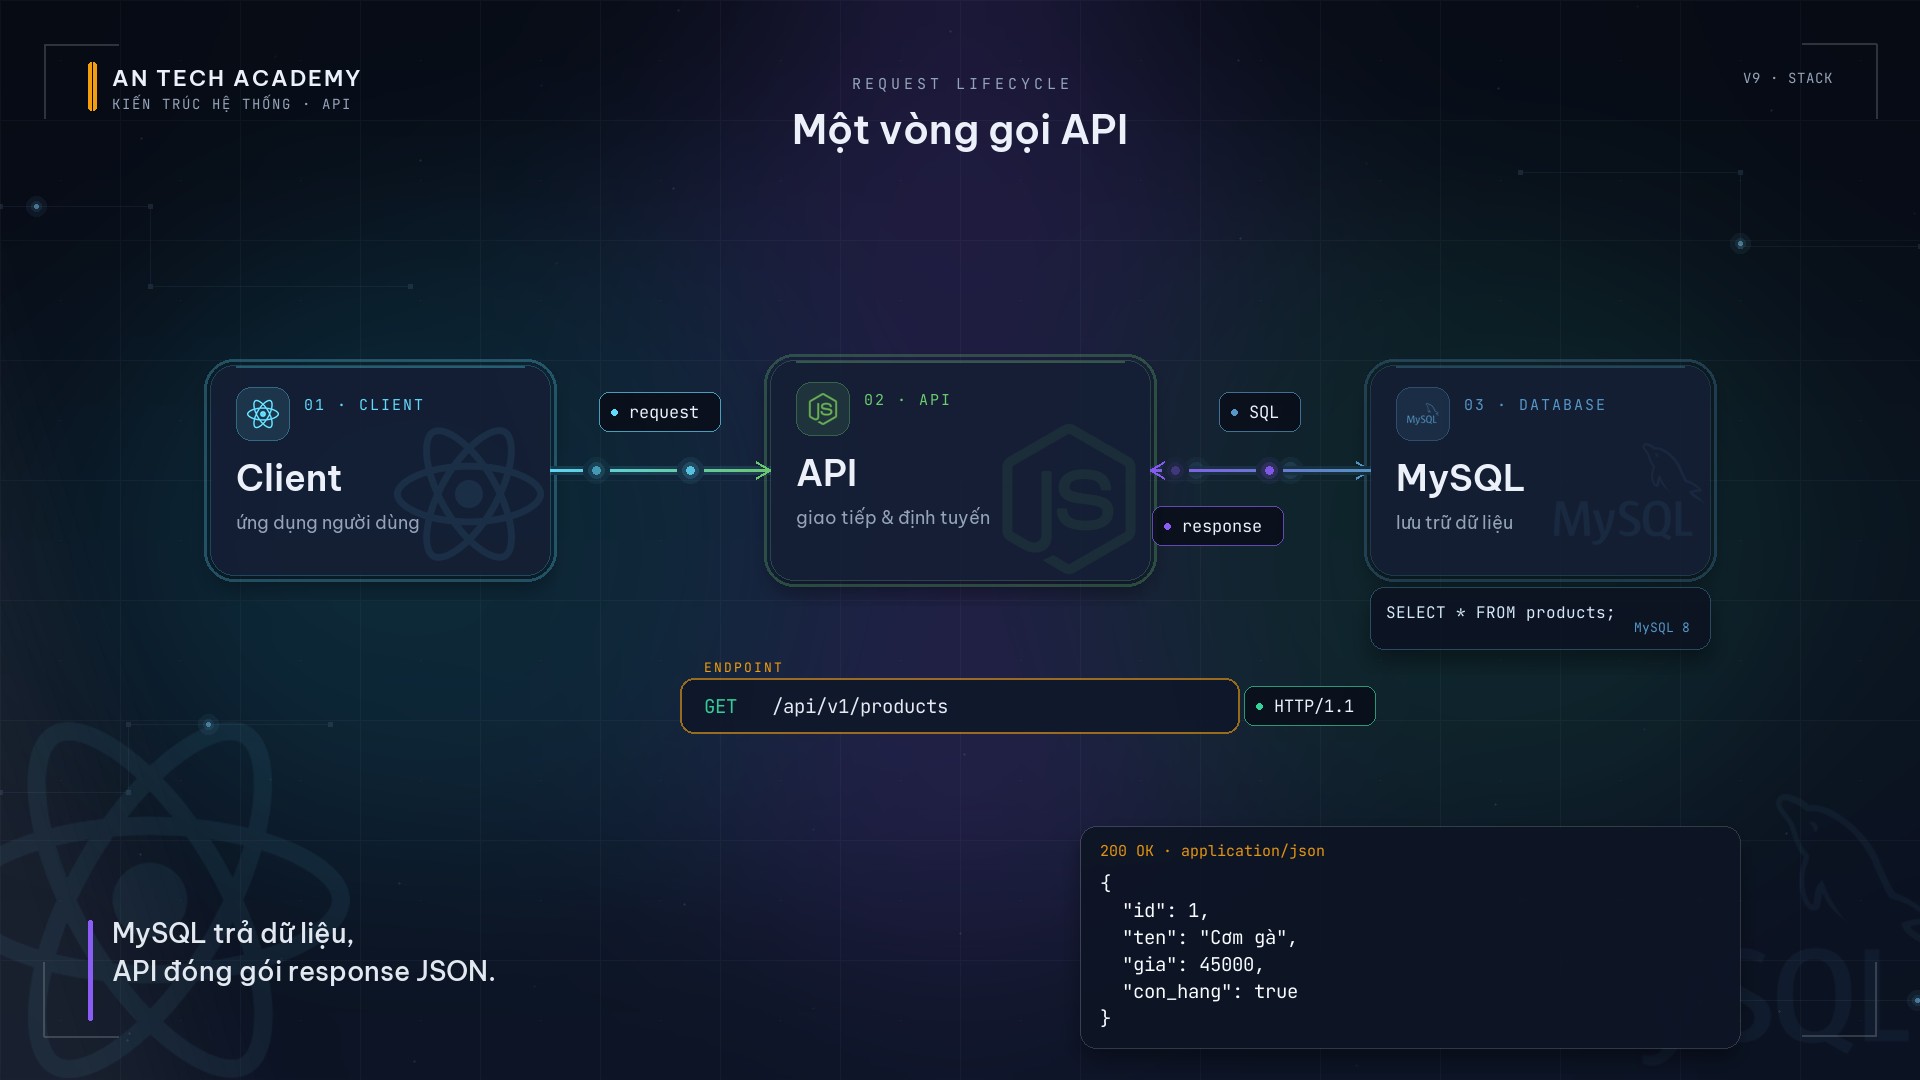 AN TECH ACADEMY
KIẾN TRÚC HỆ THỐNG · API
REQUEST LIFECYCLE
Một vòng gọi API
V9 · STACK
01 · CLIENT
Client
ứng dụng người dùng
request
JS
02 · API
API
giao tiếp & định tuyến
JS
SQL
response
MySQL
03 · DATABASE
MySQL
lưu trữ dữ liệu
MySQL
SELECT * FROM products;
MySQL 8
ENDPOINT
GET /api/v1/products
HTTP/1.1
200 OK · application/json
{
"id": 1,
"ten": "Cơm gà",
"gia": 45000,
"con_hang": true
}
MySQL trả dữ liệu,
API đóng gói response JSON.